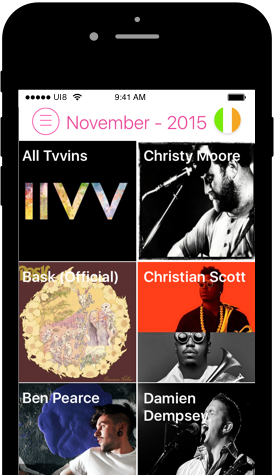 UI8 9:41 AM
November - 2015
All Tvvins
Christy Moore
IIVV
BASK
Bask (Official)
Christian Scott
Ben Pearce
Damien
Dempsey